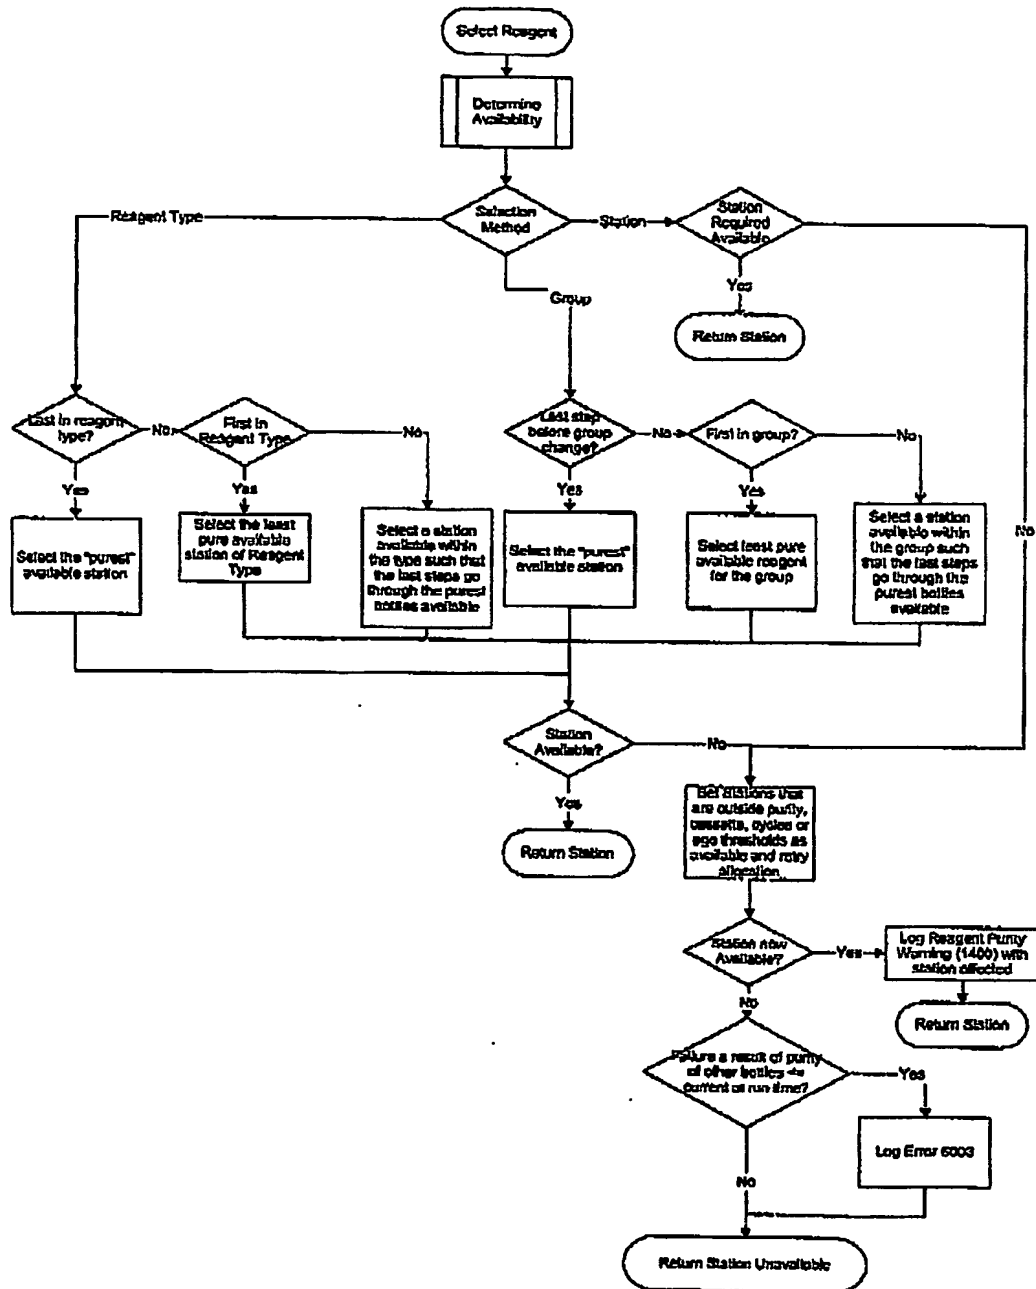 Select Reagent
Determine
Availability
Reagent Type
Selection
Method
Station
Station
Required
Available
Yes
Group
Return Station
Last in reagent
type?
No
First in
Reagent Type
No
Last step
before group
change?
No
First in group?
No
No
Yes
Yes
Yes
Yes
Select the "purest"
available station
Select the least
pure available
station of Reagent
Type
Select a station
available within
the type such that
the last steps go
through the purest
bottles available
Select the "purest"
available station
Select least pure
available reagent
for the group
Select a station
available within
the group such
that the last steps
go through the
purest bottles
available
Station
Available?
No
Yes
Return Station
Set stations that
are outside purity,
cassette, cycles or
age thresholds as
available and retry
allocation
Station now
Available?
Yes
Log Reagent Purity
Warning (1400) with
station affected
No
Return Station
Failure a result of purity
of other bottles
current as run-time?
Yes
Log Error 6003
No
Return Station Unavailable